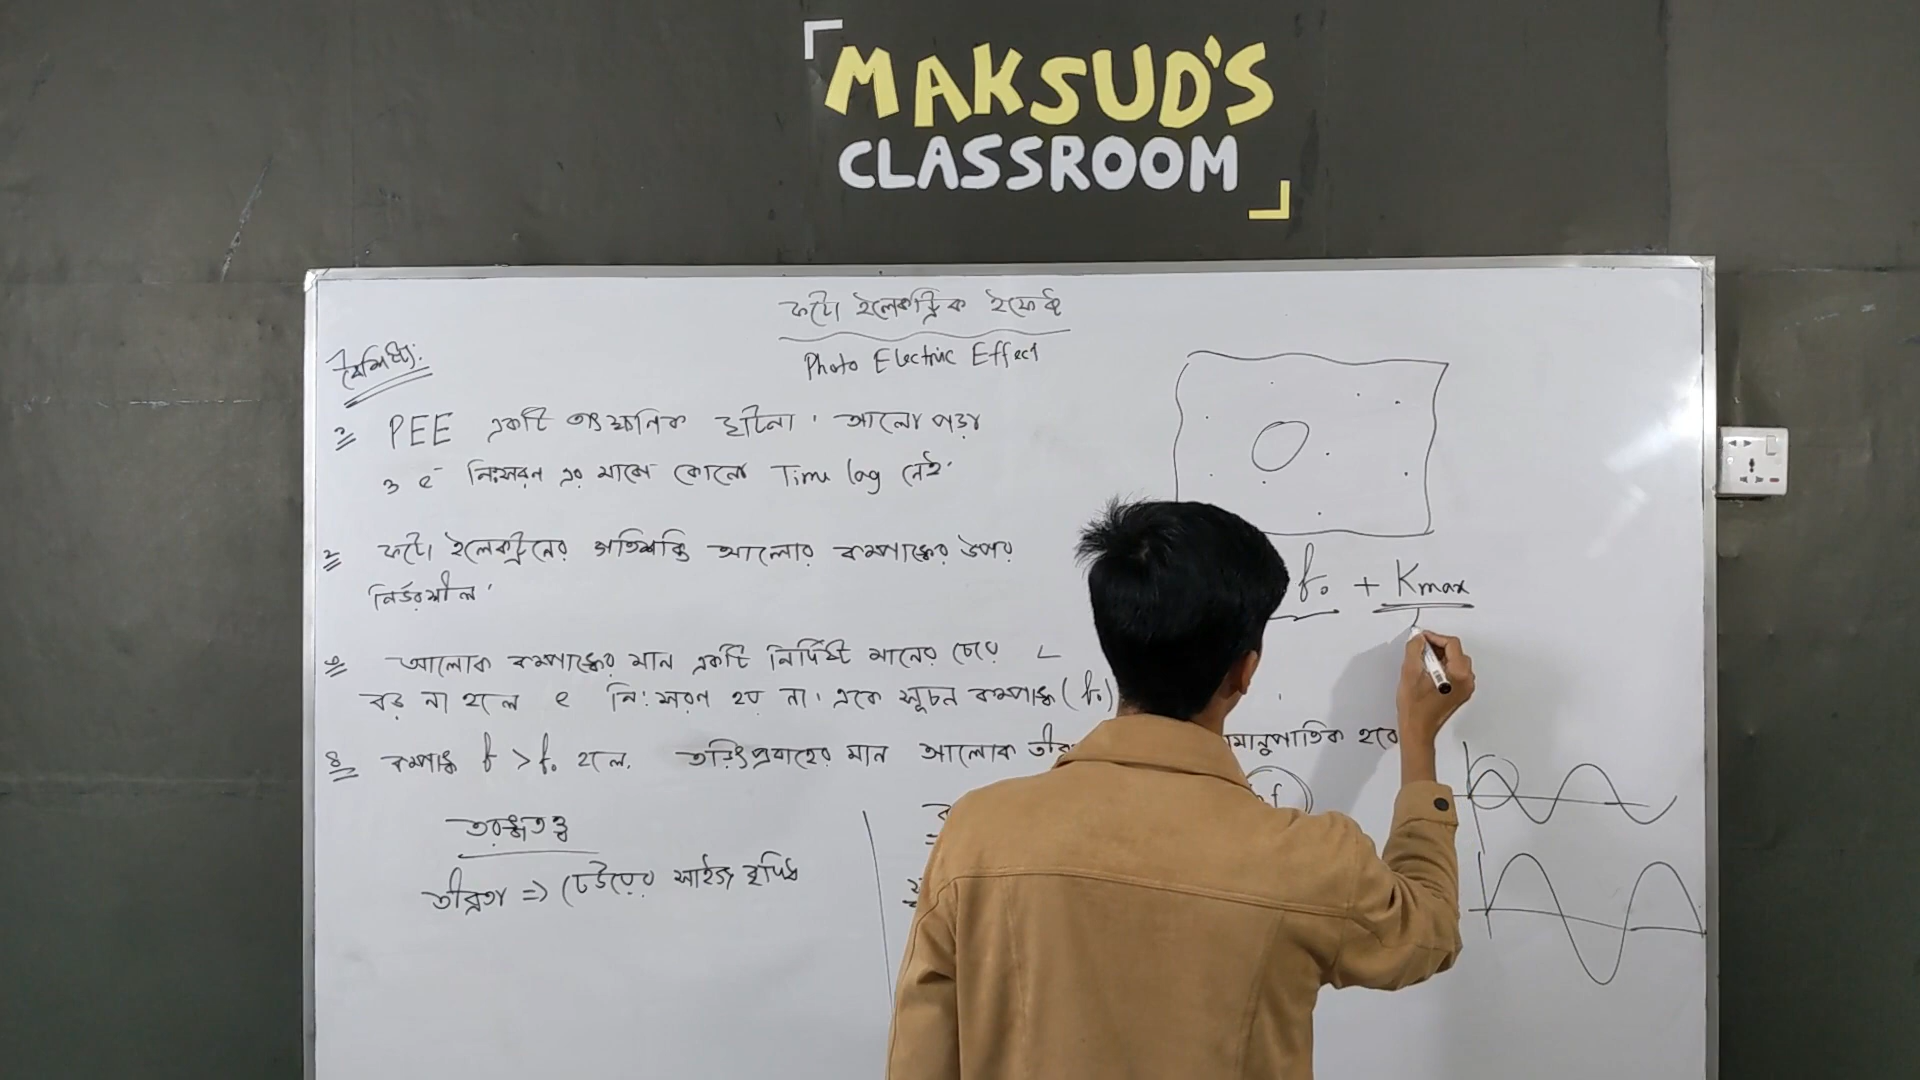 MAKSUD'S
CLASSROOM
ফটো ইলেকট্রিক ইফেক্ট
Photo Electric Effect
বৈশিষ্ট্য:
১ PEE একটি তাৎক্ষনিক ঘটনা। আলো পড়া
ও e⁻ নিঃসরন এর মাঝে কোনো Time lag নেই।
২ ফটো ইলেকট্রনের গতিশক্তি আলোর কম্পাঙ্কের উপর
নির্ভরশীল।
৩ আলোক কম্পাঙ্কের মান একটি নির্দিষ্ট মানের চেয়ে
বড় না হলে e নি:সরণ হয় না। একে সূচন কম্পাঙ্ক (f₀)
৪ কম্পাঙ্ক f > f₀ হলে, তরিৎপ্রবাহের মান আলোক
মানুপাতিক হবে
f₀ + Kmax
তরঙ্গতত্ত্ব
তীব্রতা => ঢেউয়ের সাইজ বৃদ্ধি